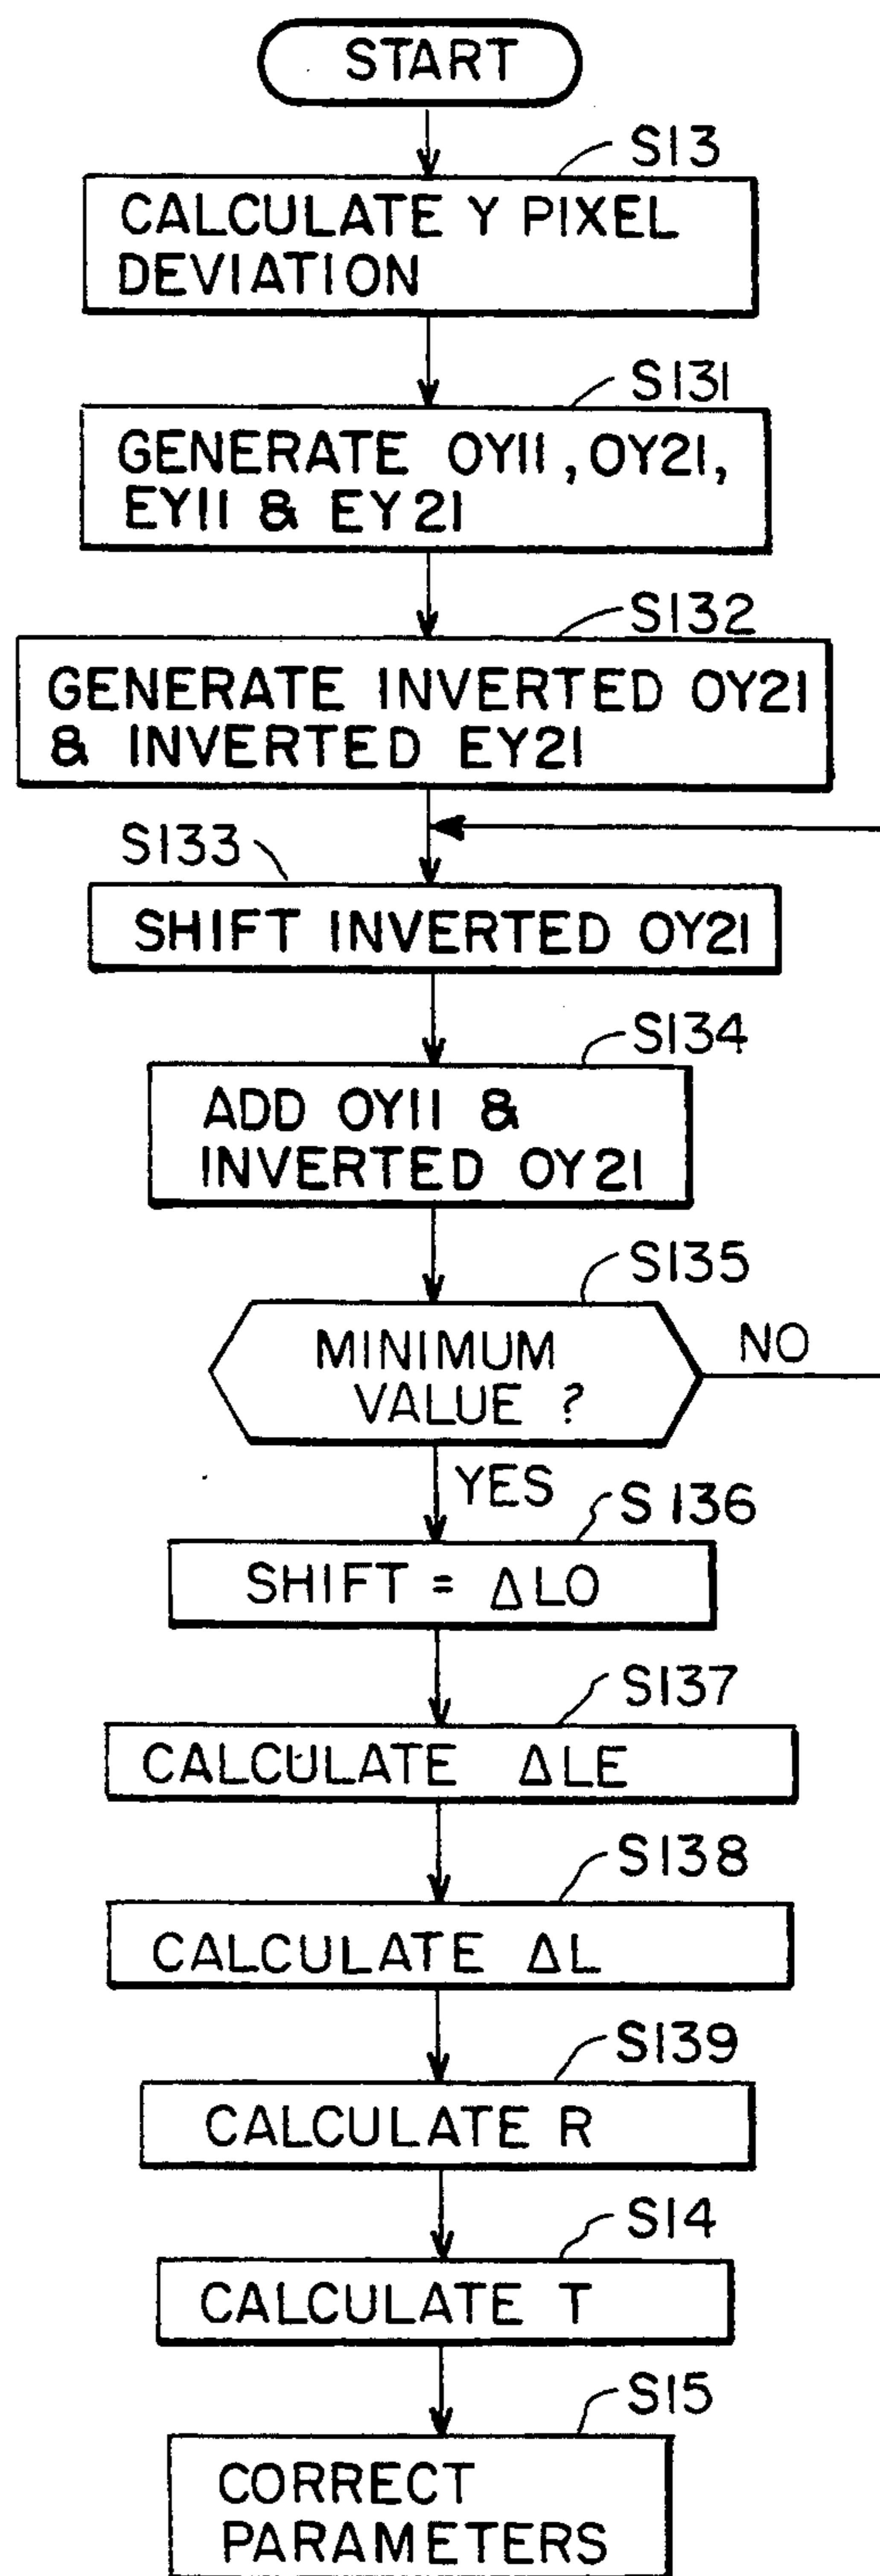 START
S13
CALCULATE Y PIXEL
DEVIATION
S131
GENERATE OY11, OY21,
EY11 & EY21
S132
GENERATE INVERTED OY21
& INVERTED EY21
S133
SHIFT INVERTED OY21
S134
ADD OY11 &
INVERTED OY21
S135
MINIMUM
VALUE ?
NO
YES
S136
SHIFT = ΔLO
S137
CALCULATE ΔLE
S138
CALCULATE ΔL
S139
CALCULATE R
S14
CALCULATE T
S15
CORRECT
PARAMETERS